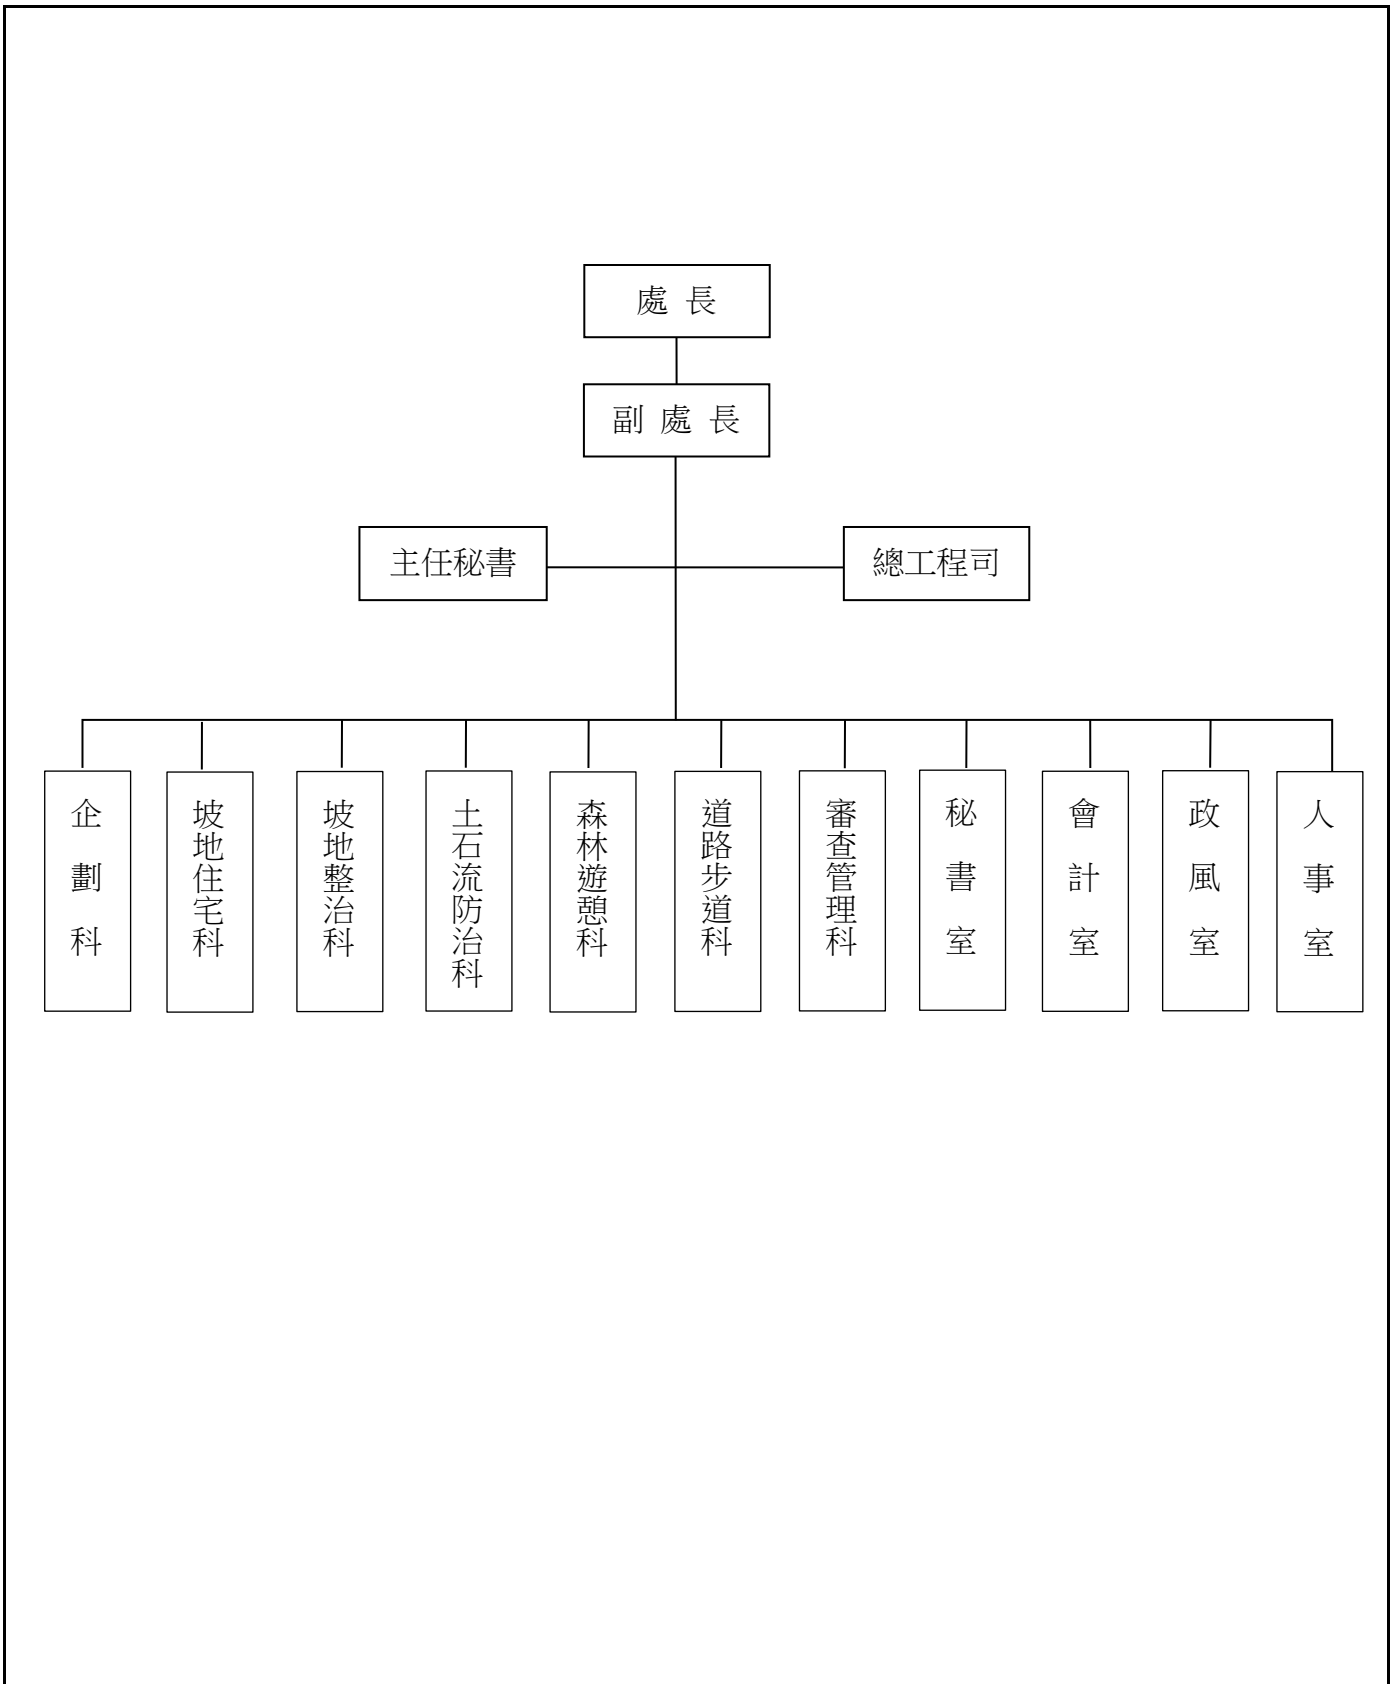 處 長
副 處 長
主任秘書
總工程司
企劃科
坡地住宅科
坡地整治科
土石流防治科
森林遊憩科
道路步道科
審查管理科
秘書室
會計室
政風室
人事室